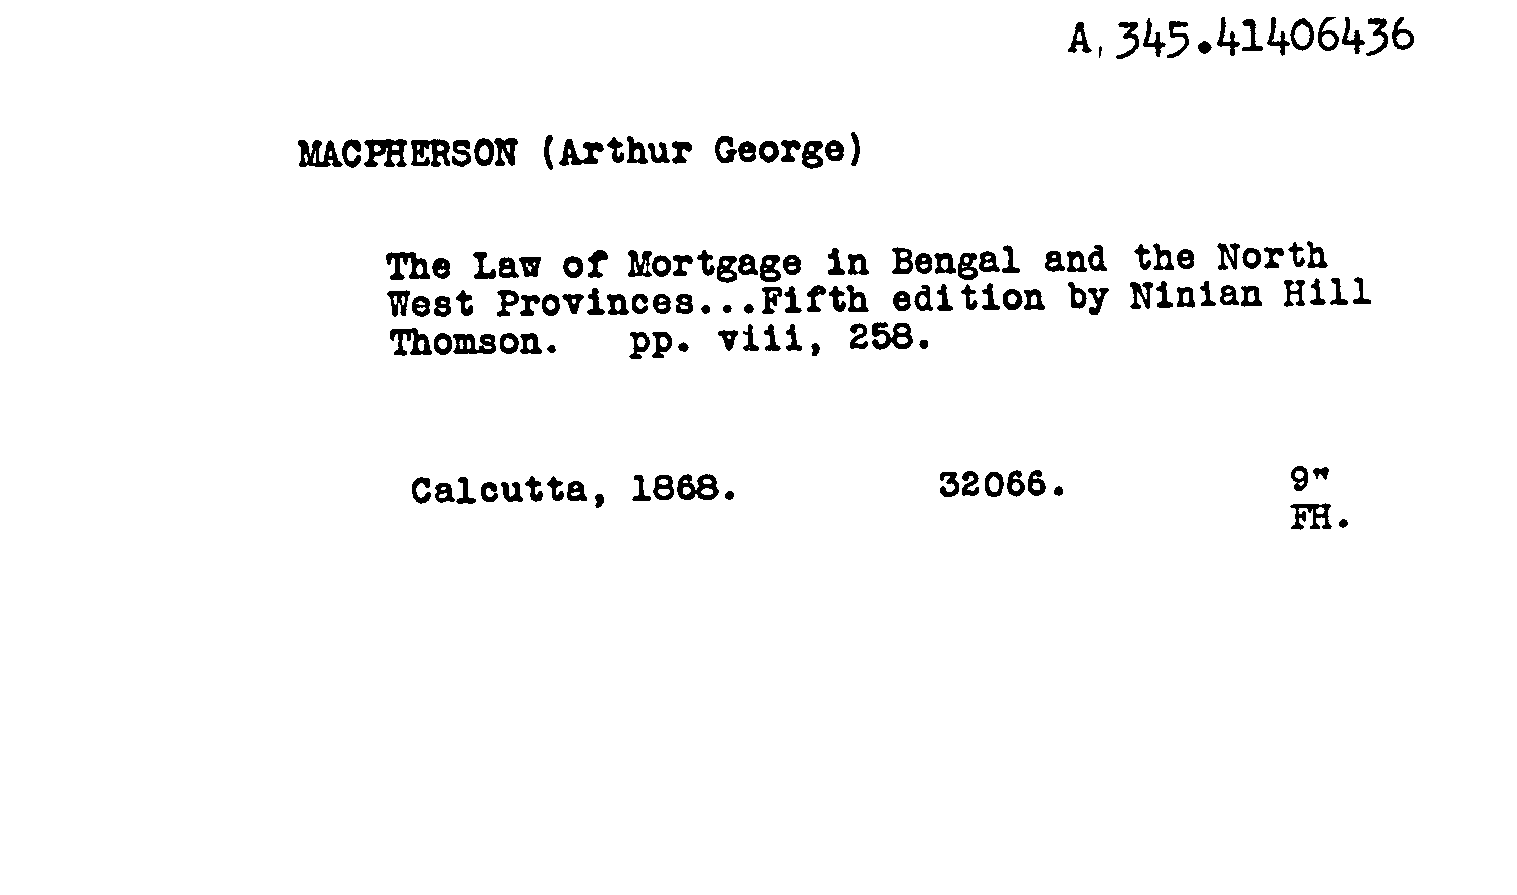 A, 345.41406436
MACPHERSON (Arthur George)
The Law of Mortgage in Bengal and the North
West Provinces...Fifth edition by Ninian Hill
Thomson. pp. viii, 258.
Calcutta, 1868. 32066. 9"
FH.